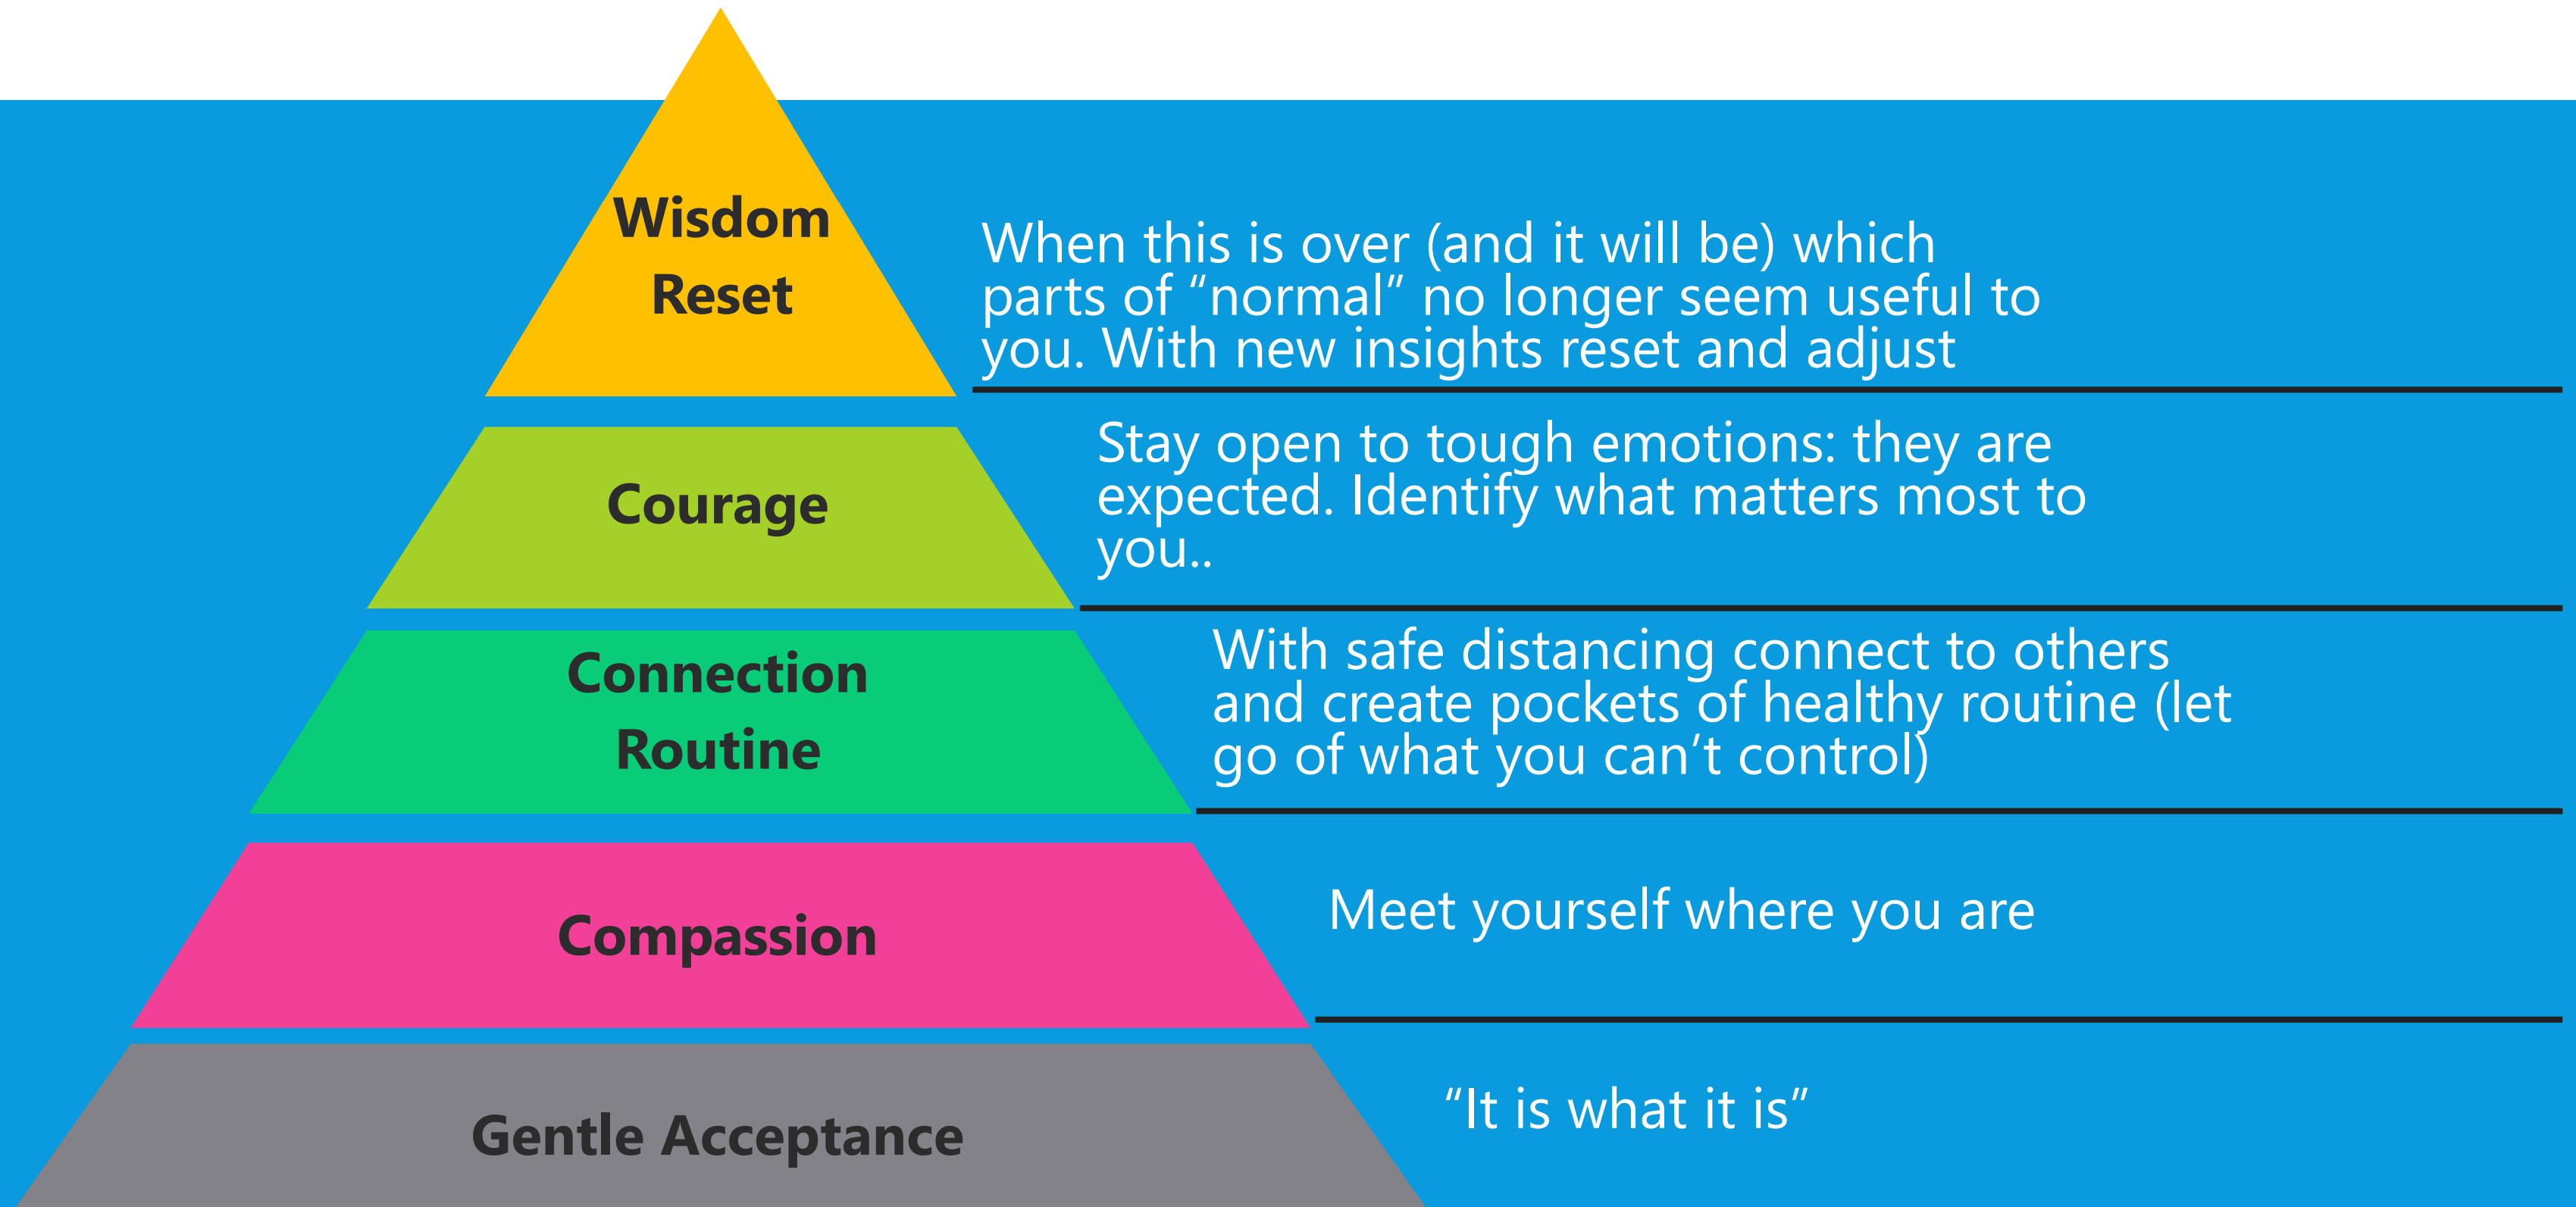 Wisdom
Reset
When this is over (and it will be) which
parts of “normal” no longer seem useful to
you. With new insights reset and adjust
Courage
Stay open to tough emotions: they are
expected. Identify what matters most to
you..
Connection
Routine
With safe distancing connect to others
and create pockets of healthy routine (let
go of what you can’t control)
Compassion
Meet yourself where you are
Gentle Acceptance
“It is what it is”